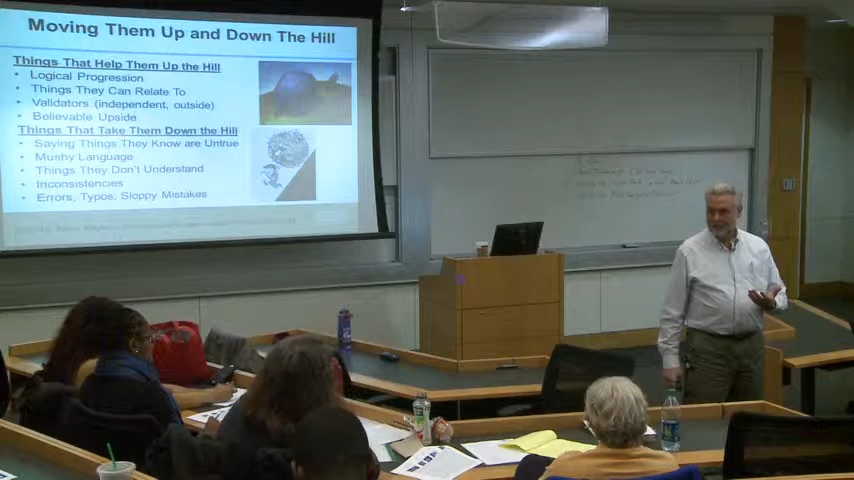 Moving Them Up and Down The Hill
Things That Help Them Up the Hill
• Logical Progression
• Things They Can Relate To
• Validators (independent, outside)
• Believable Upside
Things That Take Them Down the Hill
• Saying Things They Know are Untrue
• Mushy Language
• Things They Don't Understand
• Inconsistencies
• Errors, Typos, Sloppy Mistakes